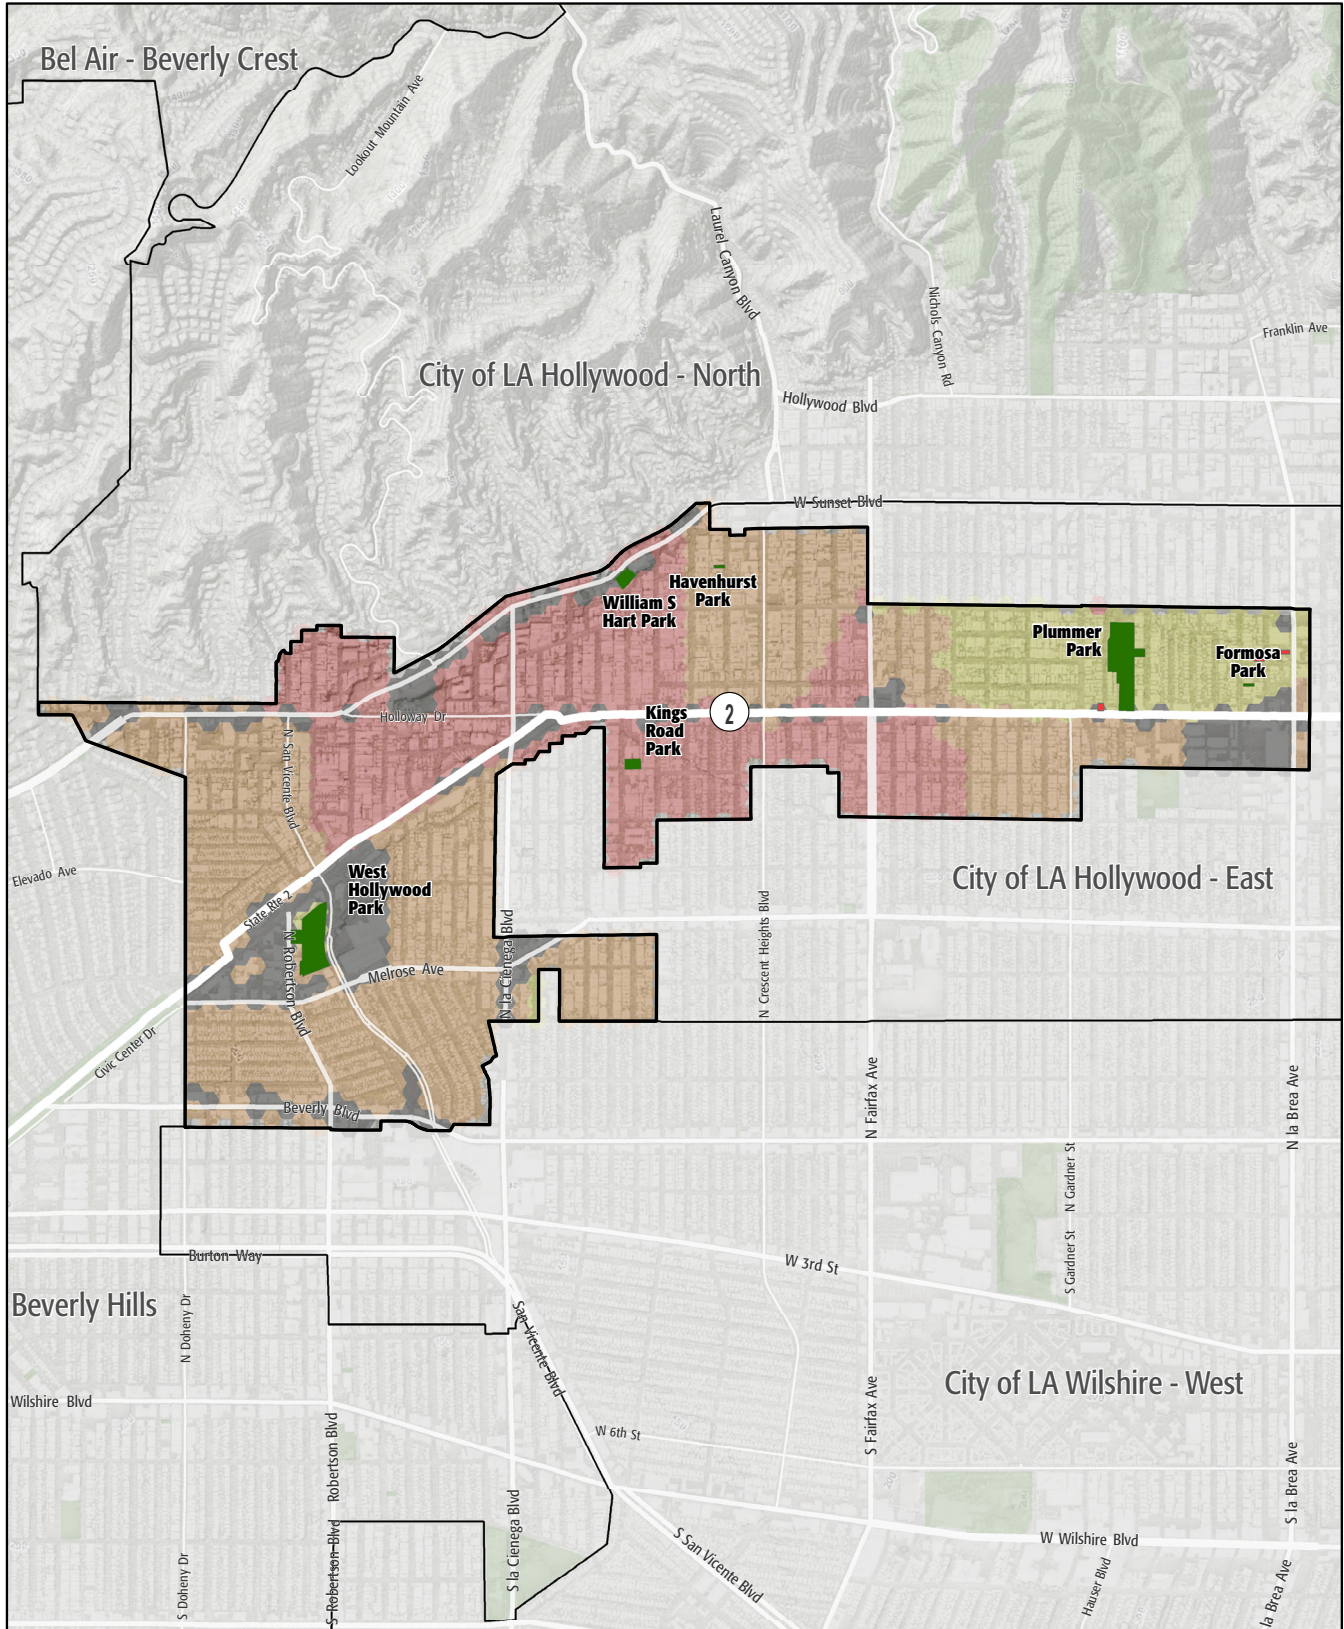 Bel Air - Beverly Crest
Lookout Mountain Ave
Laurel Canyon Blvd
Nichols Canyon Rd
Franklin Ave
City of LA Hollywood - North
Hollywood Blvd
W Sunset Blvd
Havenhurst
Park
William S
Hart Park
Plummer
Park
Formosa
Park
Holloway Dr
Kings
Road
Park
2
N San Vicente Blvd
Elevado Ave
West
Hollywood
Park
City of LA Hollywood - East
State Rte 2
N Robertson Blvd
Melrose Ave
N la Cienega Blvd
N Crescent Heights Blvd
Civic Center Dr
Beverly Blvd
N Fairfax Ave
N la Brea Ave
N Gardner St
S Gardner St
Burton Way
W 3rd St
Beverly Hills
N Doheny Dr
San Vicente Blvd
City of LA Wilshire - West
Wilshire Blvd
Robertson Blvd
W 6th St
S Fairfax Ave
S la Brea Ave
S Doheny Dr
S Robertson Blvd
S la Cienega Blvd
S San Vicente Blvd
W Wilshire Blvd
Hauser Blvd
la Brea Ave